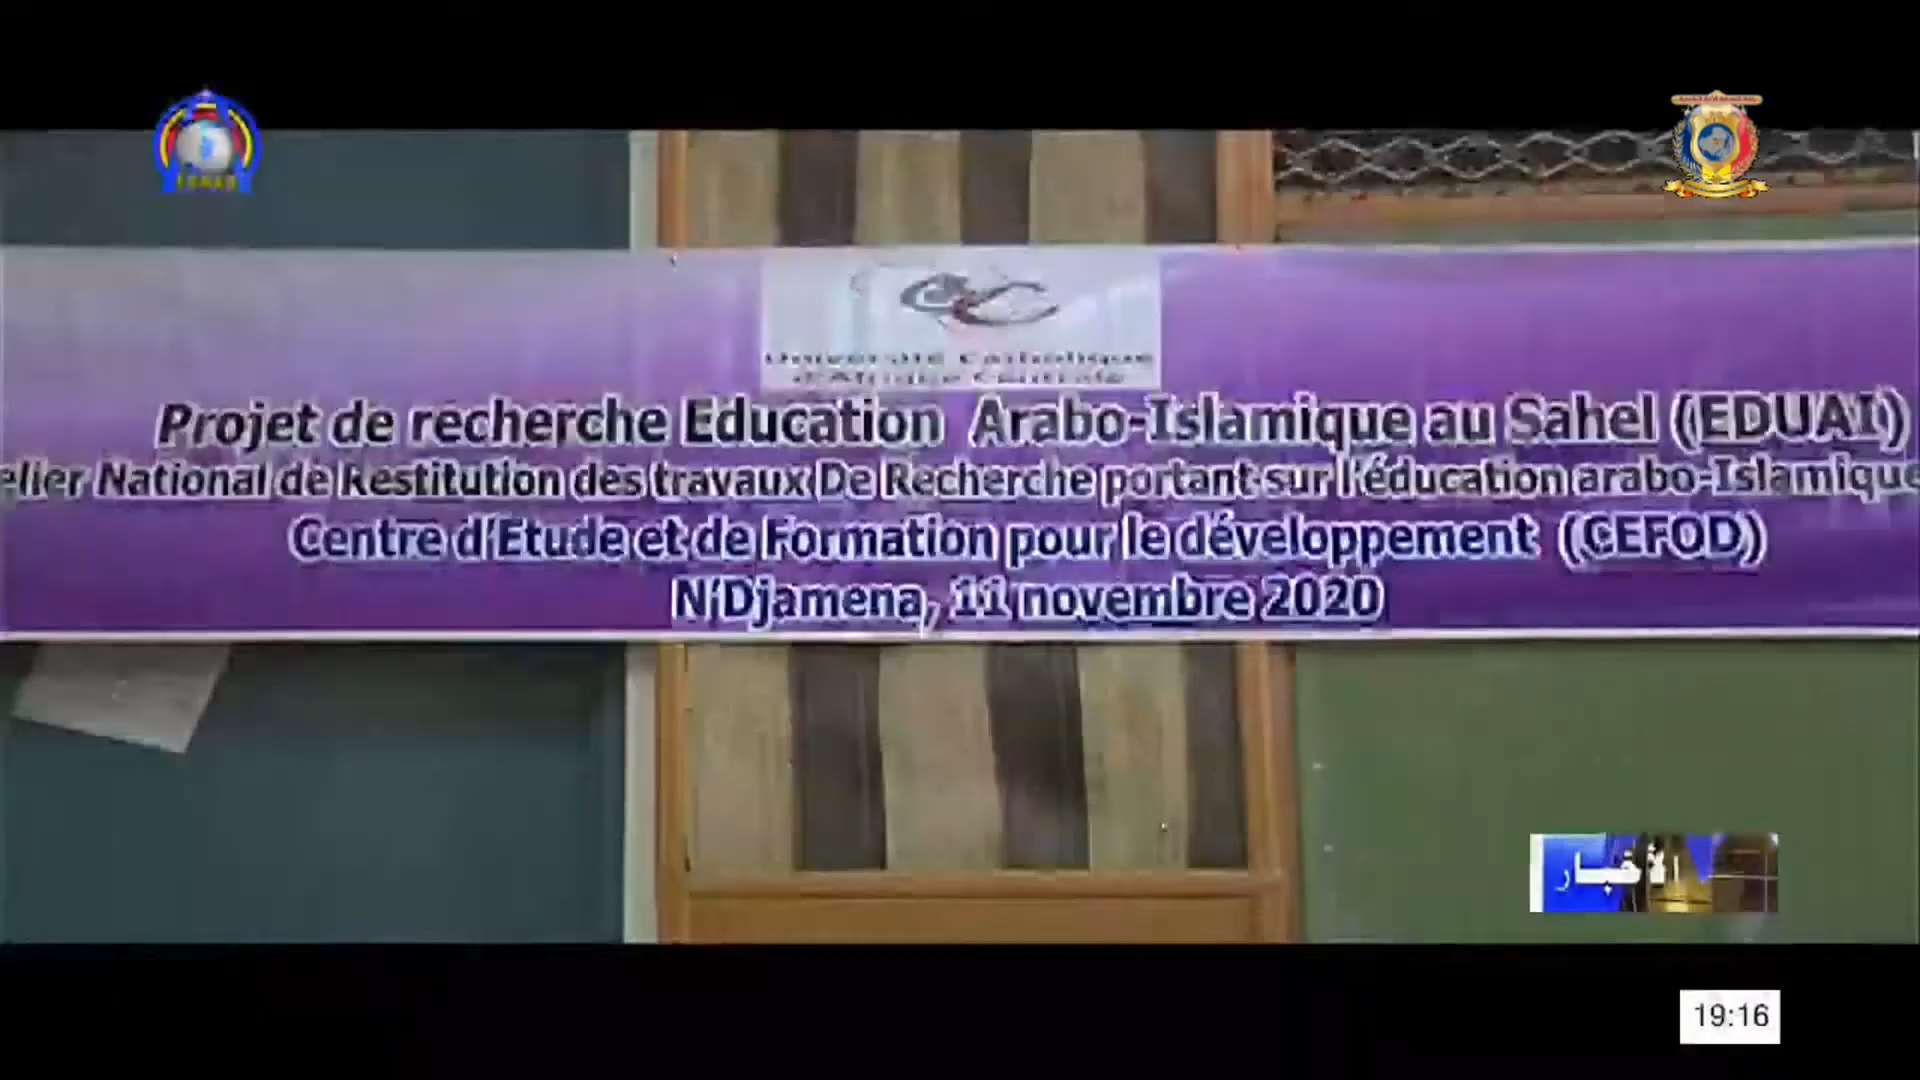 Projet de recherche Education Arabo-Islamique au Sahel (EDUAI)
elier National de Restitution des travaux De Recherche portant sur l'éducation arabo-Islamique
Centre d'Etude et de Formation pour le développement (CEFOD)
N'Djamena, 11 novembre 2020
الأخبار
19:16